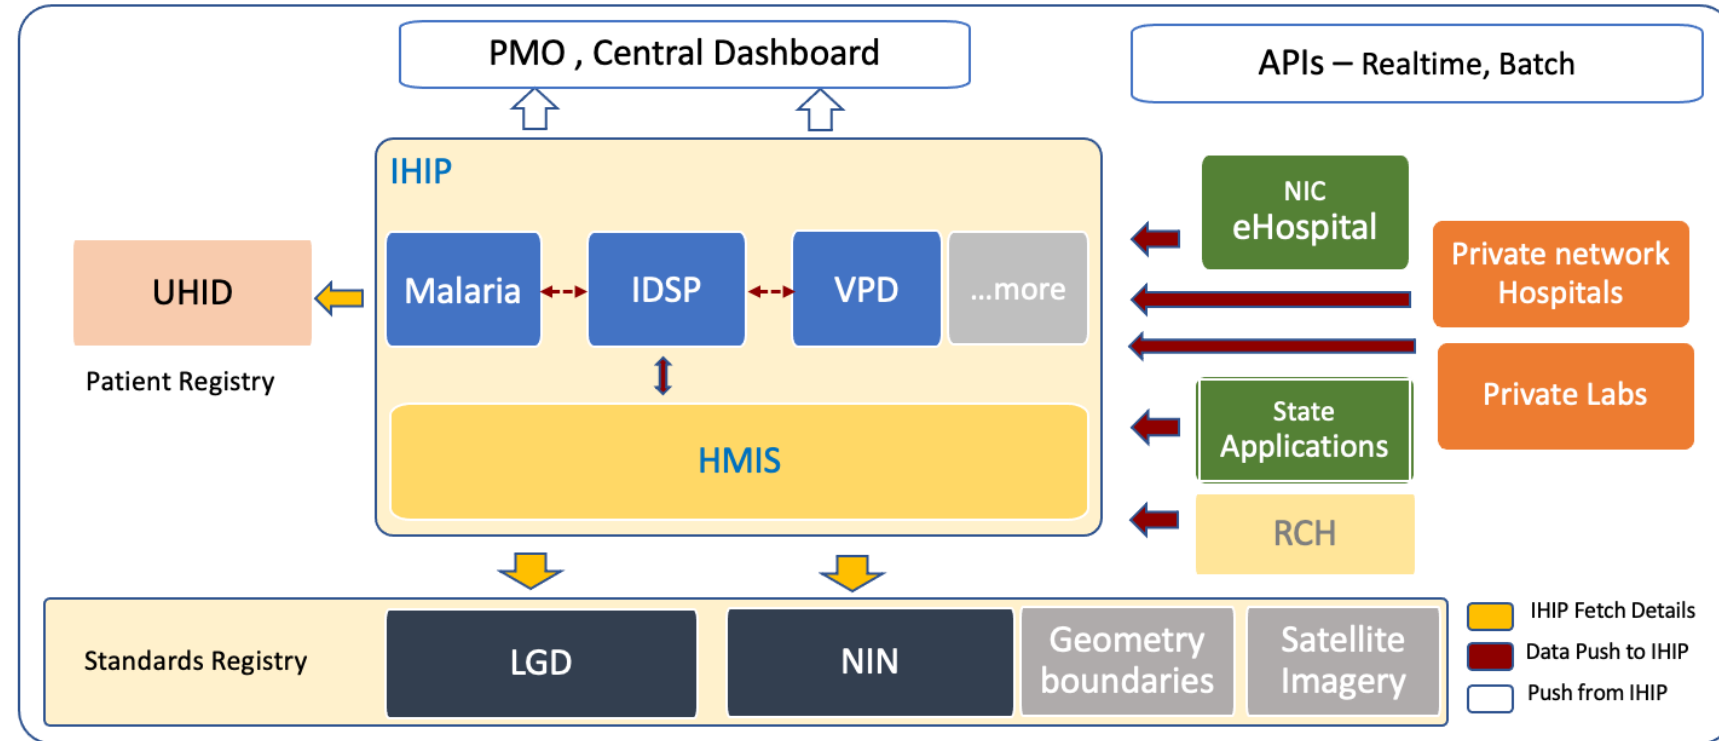 PMO , Central Dashboard
APIs – Realtime, Batch
IHIP
NIC
eHospital
Private network
Hospitals
UHID
Malaria
IDSP
VPD
...more
Patient Registry
Private Labs
State
Applications
HMIS
RCH
Standards Registry
LGD
NIN
Geometry
boundaries
Satellite
Imagery
IHIP Fetch Details
Data Push to IHIP
Push from IHIP